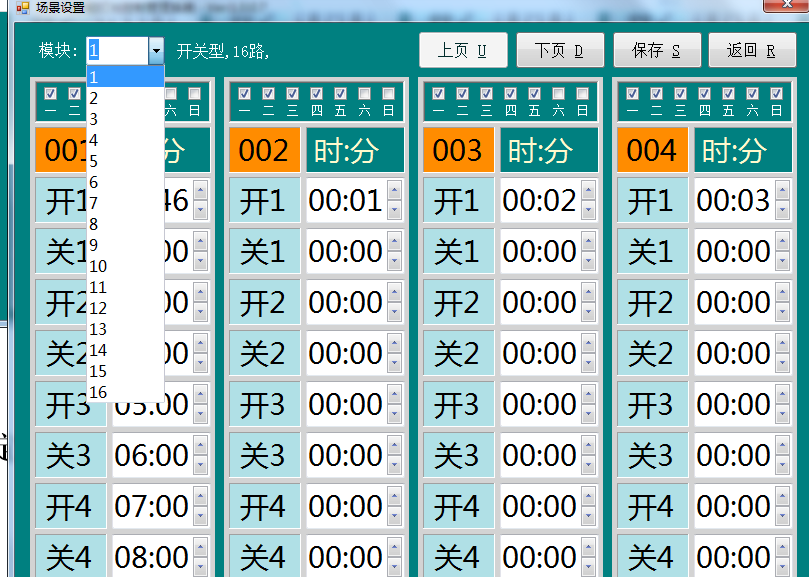 场景设置
模块: 1 开关型,16路, 上页 U 下页 D 保存 S 返回 R
1
2
3
4
5
6
7
8
9
10
11
12
13
14
15
16
一 二 六 日 一 二 三 四 五 六 日 一 二 三 四 五 六 日 一 二 三 四 五 六 日
001 分 002 时:分 003 时:分 004 时:分
开1 46 开1 00:01 开1 00:02 开1 00:03
关1 00 关1 00:00 关1 00:00 关1 00:00
开2 00 开2 00:00 开2 00:00 开2 00:00
关2 00 关2 00:00 关2 00:00 关2 00:00
开3 05:00 开3 00:00 开3 00:00 开3 00:00
关3 06:00 关3 00:00 关3 00:00 关3 00:00
开4 07:00 开4 00:00 开4 00:00 开4 00:00
关4 08:00 关4 00:00 关4 00:00 关4 00:00